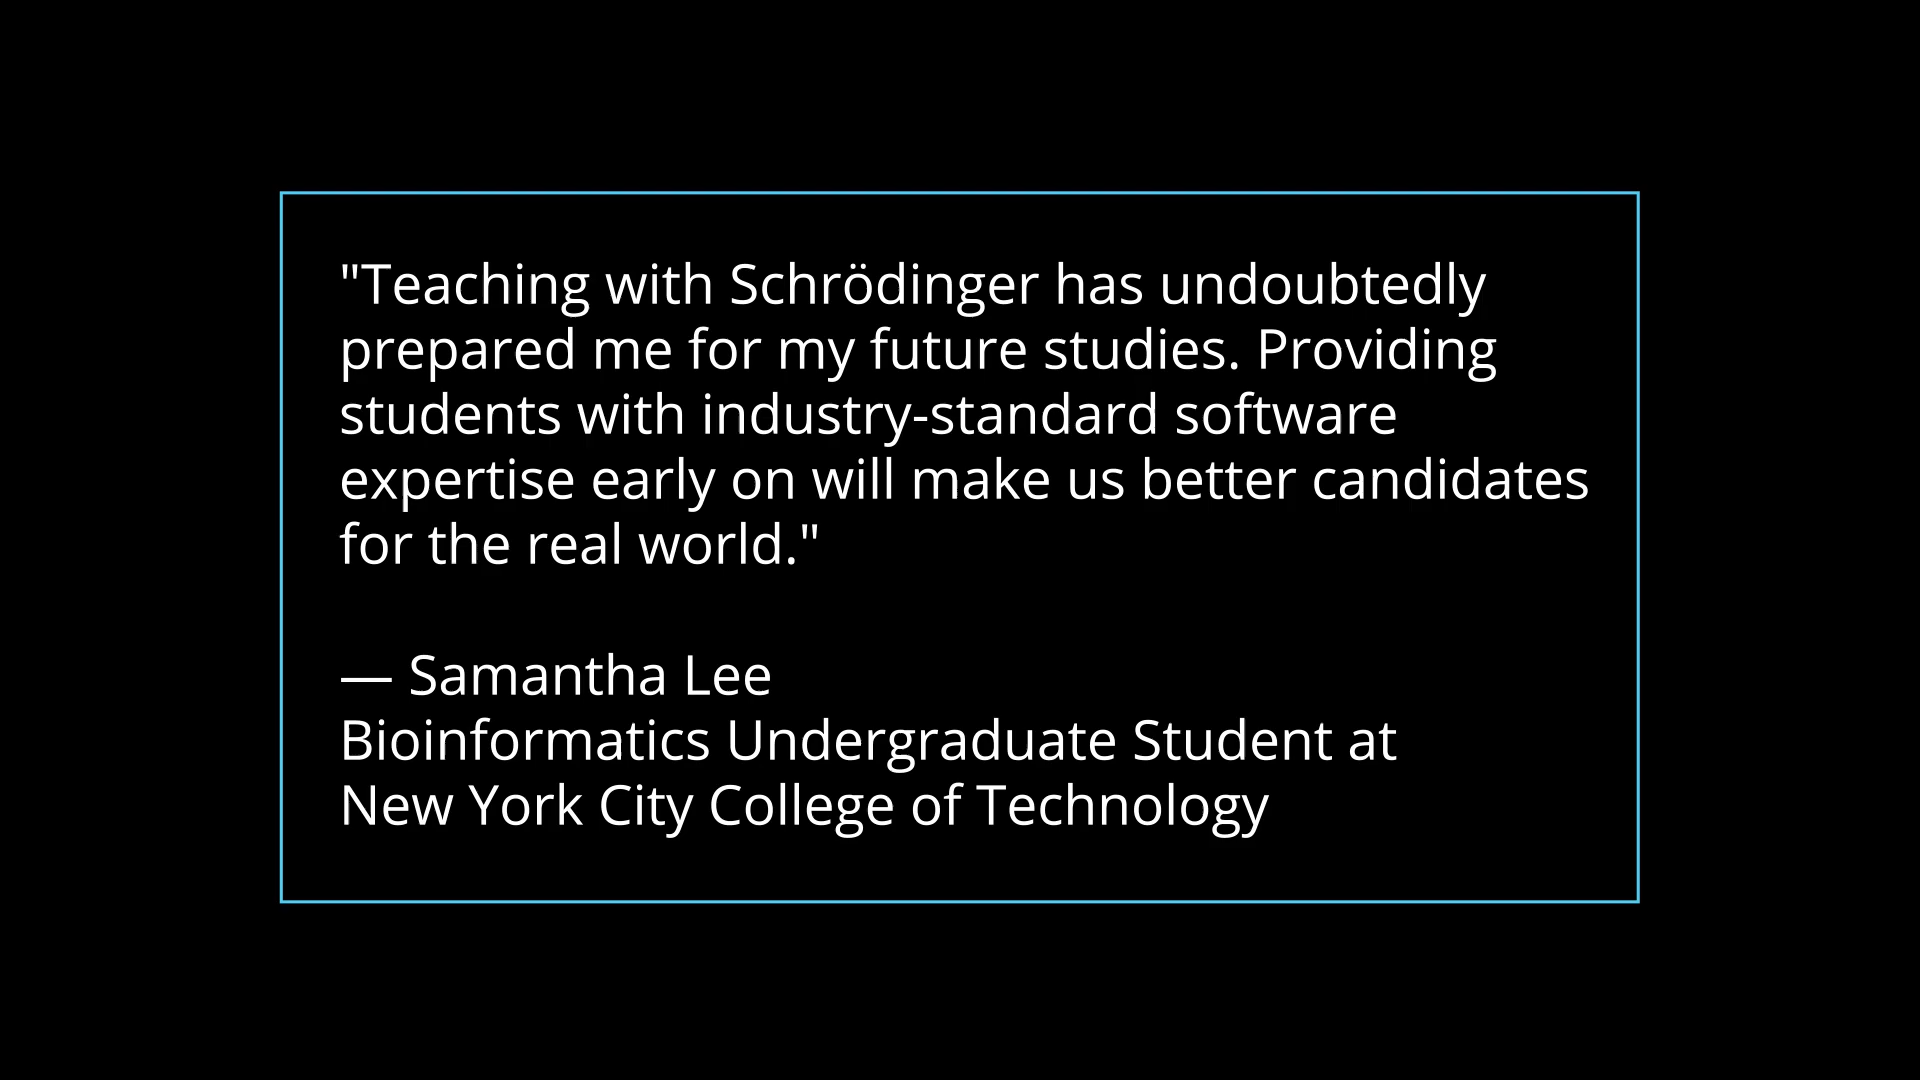 "Teaching with Schrödinger has undoubtedly
prepared me for my future studies. Providing
students with industry-standard software
expertise early on will make us better candidates
for the real world."
— Samantha Lee
Bioinformatics Undergraduate Student at
New York City College of Technology